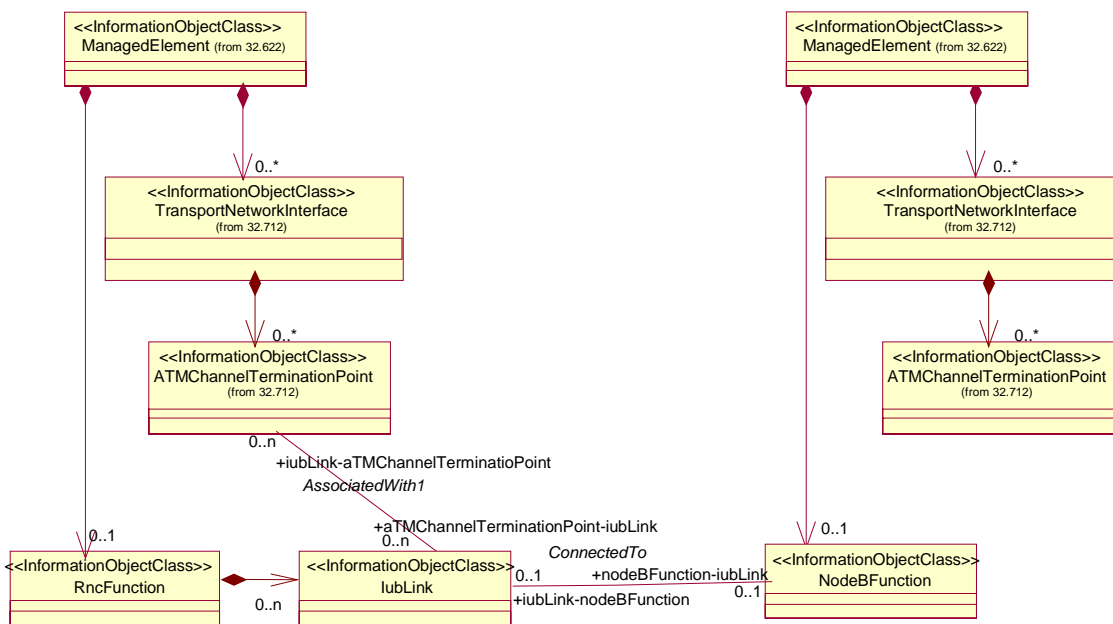 <<InformationObjectClass>>
ManagedElement (from 32.622)
<<InformationObjectClass>>
ManagedElement (from 32.622)
0..*
0..*
<<InformationObjectClass>>
TransportNetworkInterface
(from 32.712)
<<InformationObjectClass>>
TransportNetworkInterface
(from 32.712)
0..*
0..*
<<InformationObjectClass>>
ATMChannelTerminationPoint
(from 32.712)
<<InformationObjectClass>>
ATMChannelTerminationPoint
(from 32.712)
0..n
+iubLink-aTMChannelTerminatioPoint
AssociatedWith1
+aTMChannelTerminationPoint-iubLink
0..1
0..n
0..1
ConnectedTo
<<InformationObjectClass>>
RncFunction
0..n
<<InformationObjectClass>>
IubLink
0..1
+nodeBFunction-iubLink
+iubLink-nodeBFunction
0..1
<<InformationObjectClass>>
NodeBFunction